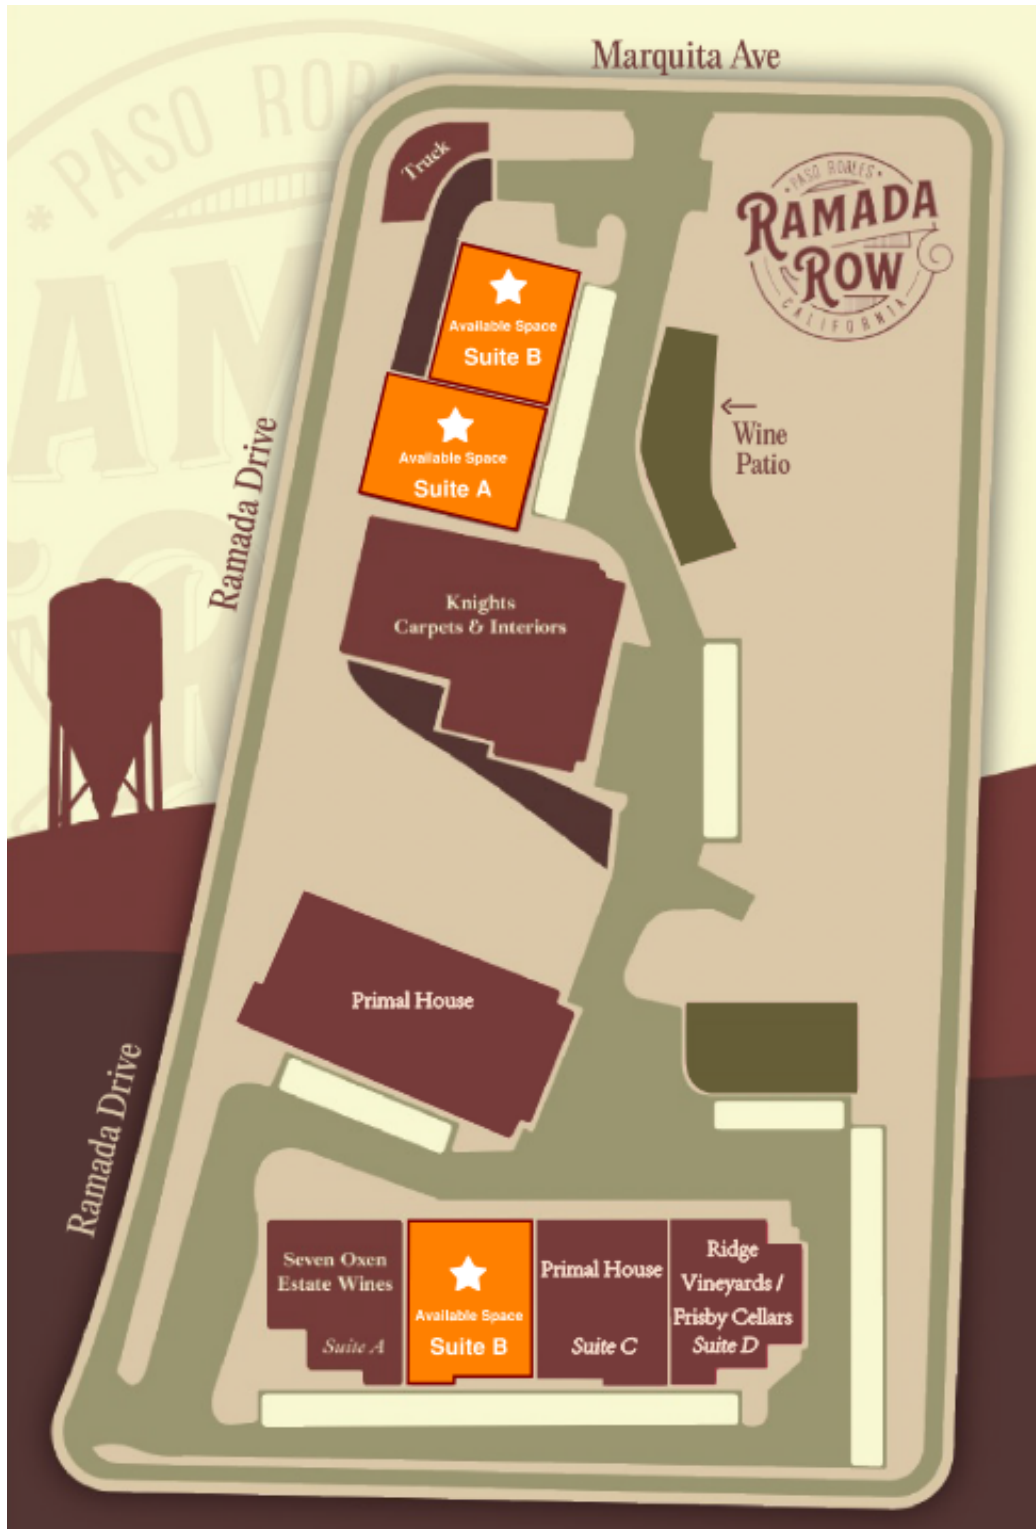 Marquita Ave
PASO ROBLES
Truck
PASO ROBLES
RAMADA
ROW
CALIFORNIA
Available Space
Suite B
Available Space
Suite A
Wine
Patio
Ramada Drive
Knights
Carpets & Interiors
Primal House
Ramada Drive
Seven Oxen
Estate Wines
Suite A
Available Space
Suite B
Primal House
Suite C
Ridge
Vineyards /
Frisby Cellars
Suite D